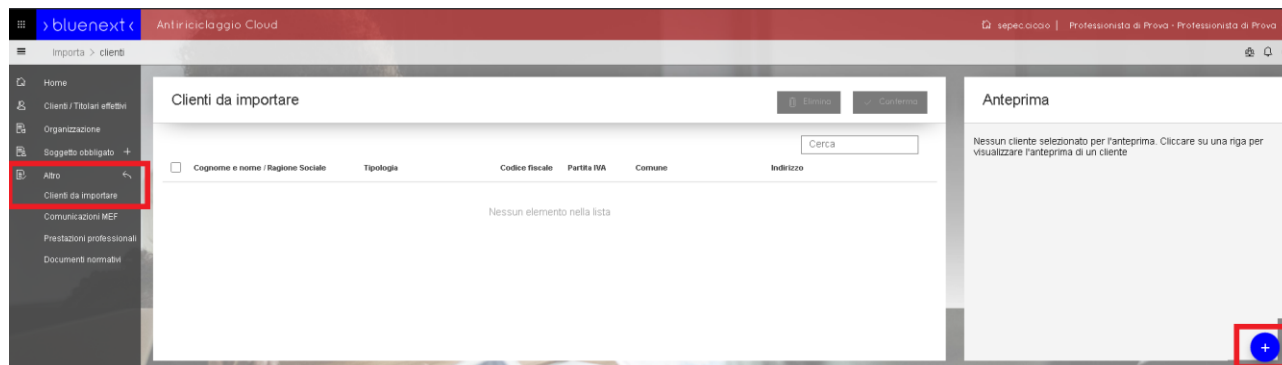 >bluenext<
Antiriciclaggio Cloud
sepec.ciccio | Professionista di Prova - Professionista di Prova
Importa > clienti
Home
Clienti / Titolari effettivi
Organizzazione
Soggetto obbligato +
Altro
Clienti da importare
Comunicazioni MEF
Prestazioni professionali
Documenti normativi
Clienti da importare
Elimina
Conferma
Cerca
Cognome e nome / Ragione Sociale Tipologia Codice fiscale Partita IVA Comune Indirizzo
Nessun elemento nella lista
Anteprima
Nessun cliente selezionato per l'anteprima. Cliccare su una riga per
visualizzare l'anteprima di un cliente
+